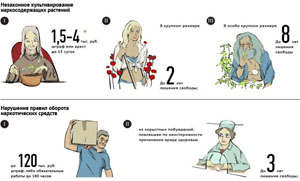 Незаконное культивирование
наркосодержащих растений
I
1,5–4
тыс. руб.
штраф или арест
до 15 суток
II
В крупном размере
до 2 лет
лишения свободы;
III
В особо крупном размере
до 8 лет
лишения свободы;
Нарушение правил оборота
наркотических средств
I
до 120 тыс. руб.
штраф; либо обязательные
работы до 180 часов
II
из корыстных побуждений;
повлекшее по неосторожности
причинение вреда здоровью
до 3 лет
лишения свободы;